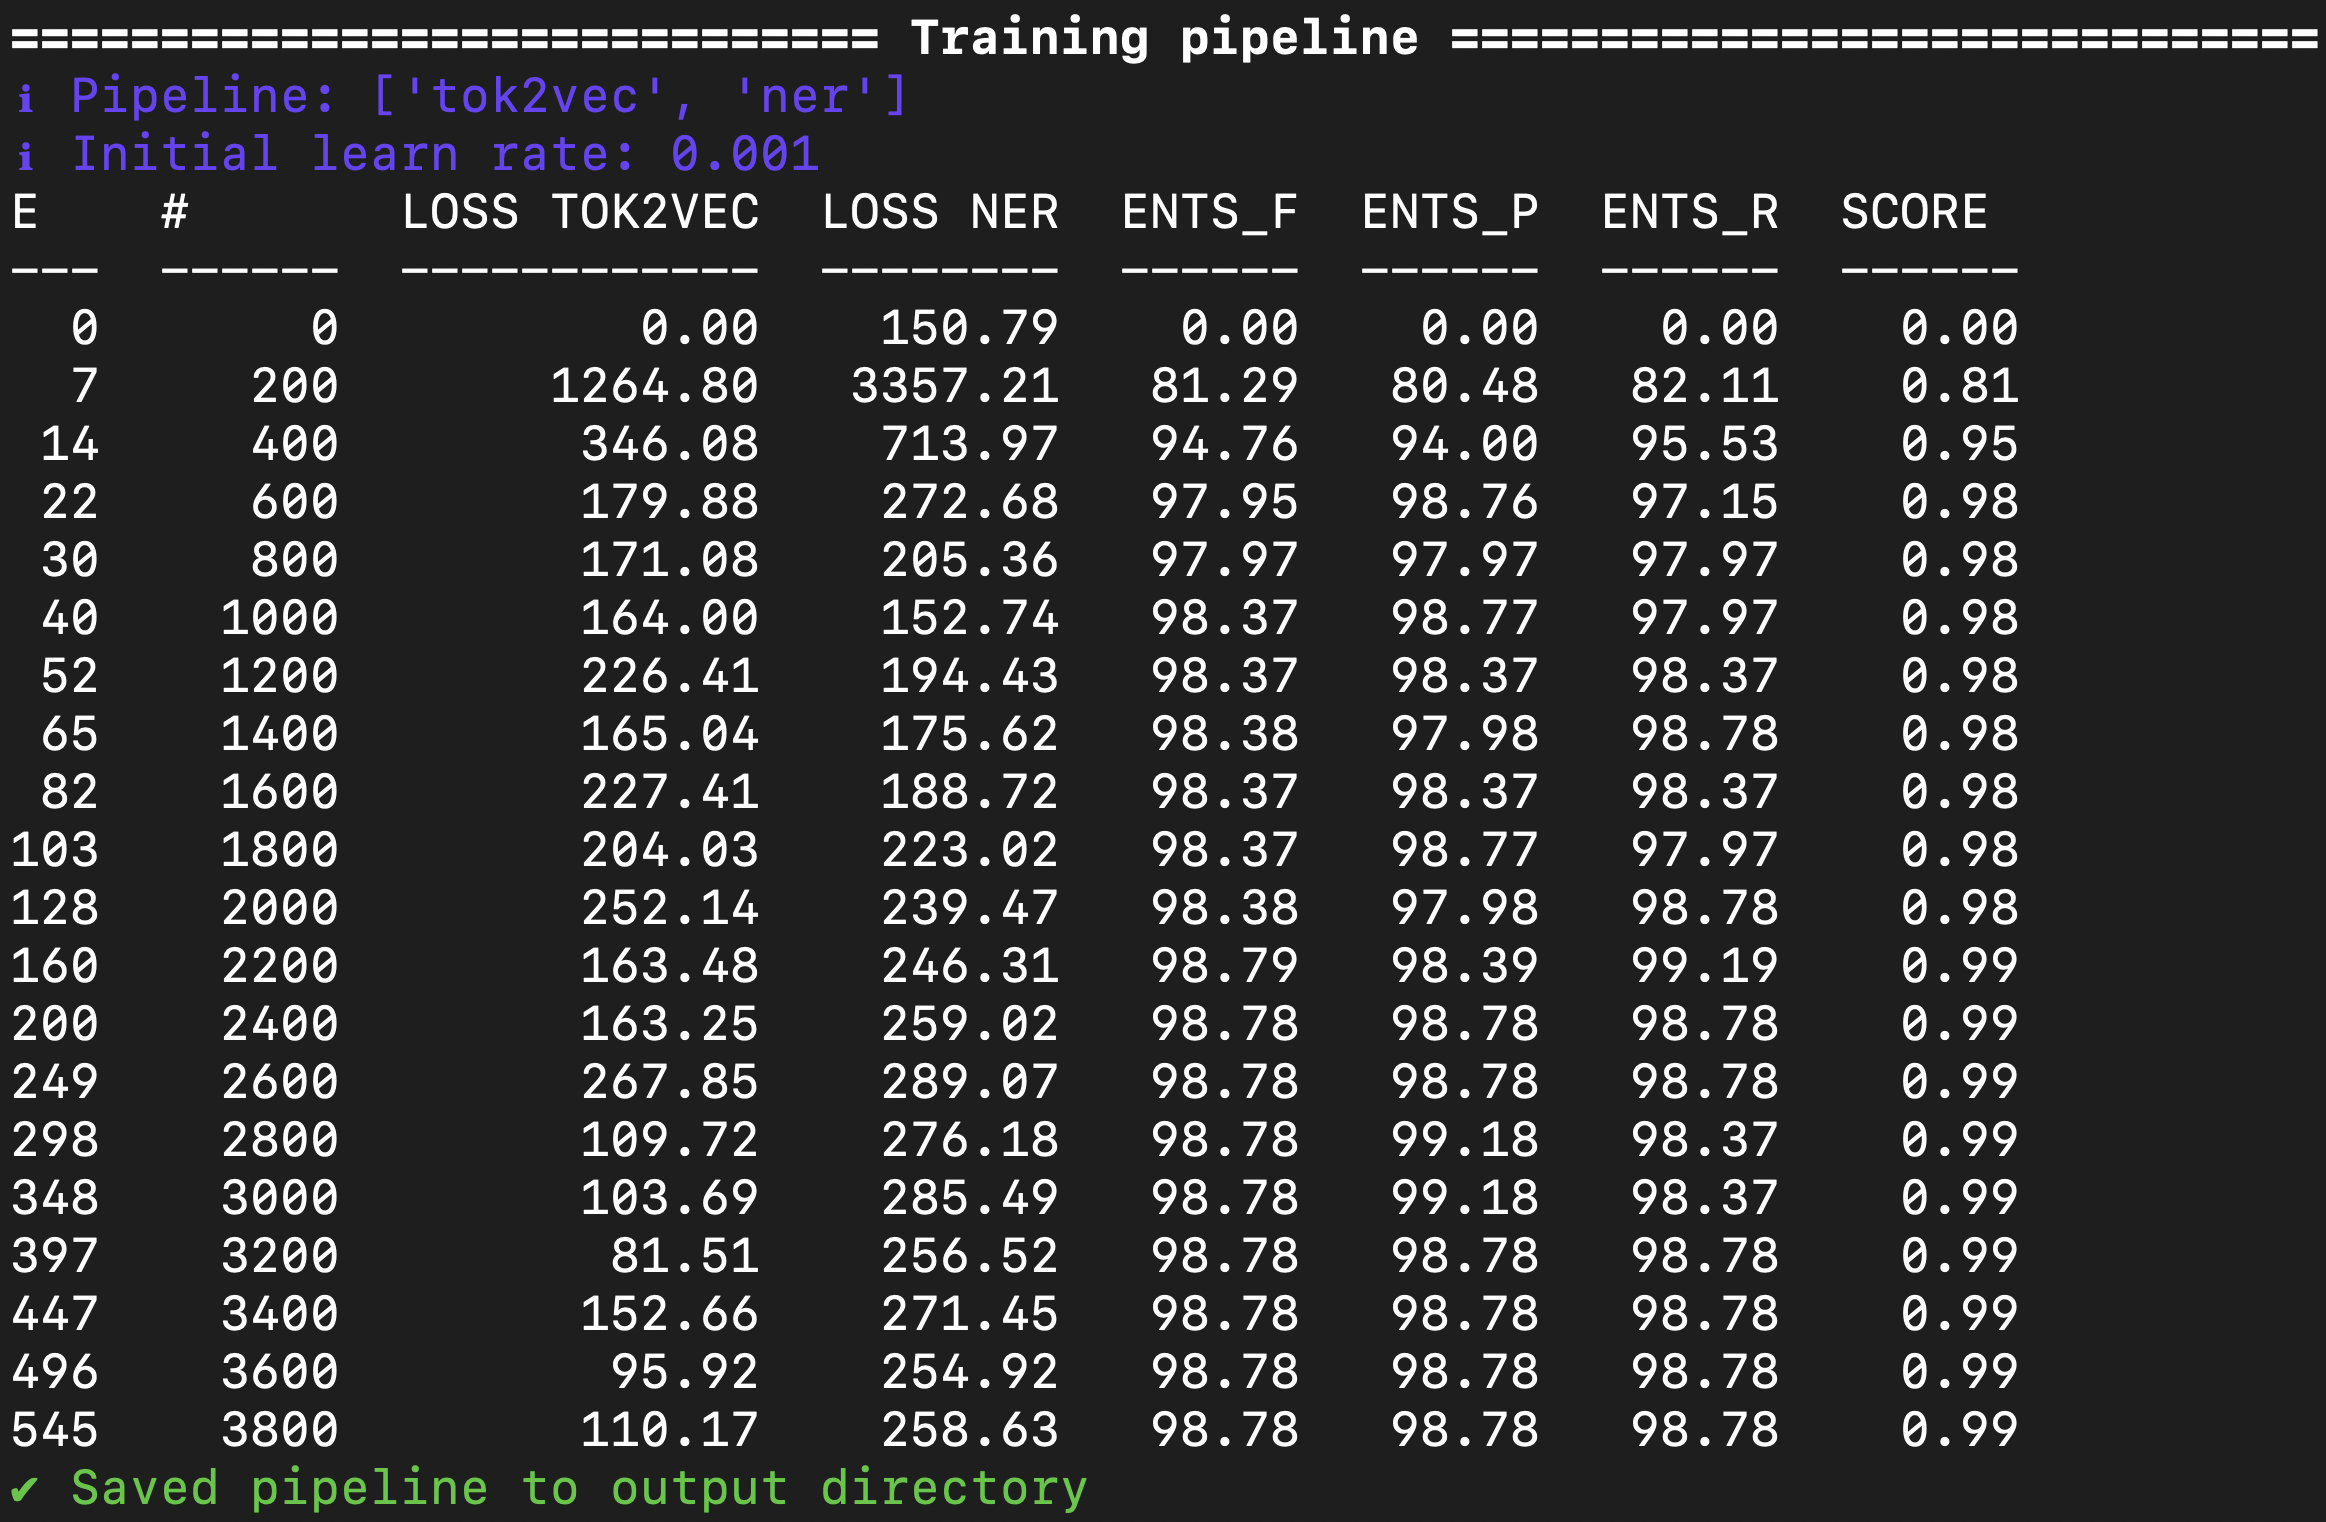 ============================= Training pipeline =============================
ℹ Pipeline: ['tok2vec', 'ner']
ℹ Initial learn rate: 0.001
E    #       LOSS TOK2VEC  LOSS NER  ENTS_F  ENTS_P  ENTS_R  SCORE
---  ------  ------------  --------  ------  ------  ------  ------
  0       0          0.00    150.79    0.00    0.00    0.00    0.00
  7     200       1264.80   3357.21   81.29   80.48   82.11    0.81
 14     400        346.08    713.97   94.76   94.00   95.53    0.95
 22     600        179.88    272.68   97.95   98.76   97.15    0.98
 30     800        171.08    205.36   97.97   97.97   97.97    0.98
 40    1000        164.00    152.74   98.37   98.77   97.97    0.98
 52    1200        226.41    194.43   98.37   98.37   98.37    0.98
 65    1400        165.04    175.62   98.38   97.98   98.78    0.98
 82    1600        227.41    188.72   98.37   98.37   98.37    0.98
103    1800        204.03    223.02   98.37   98.77   97.97    0.98
128    2000        252.14    239.47   98.38   97.98   98.78    0.98
160    2200        163.48    246.31   98.79   98.39   99.19    0.99
200    2400        163.25    259.02   98.78   98.78   98.78    0.99
249    2600        267.85    289.07   98.78   98.78   98.78    0.99
298    2800        109.72    276.18   98.78   99.18   98.37    0.99
348    3000        103.69    285.49   98.78   99.18   98.37    0.99
397    3200         81.51    256.52   98.78   98.78   98.78    0.99
447    3400        152.66    271.45   98.78   98.78   98.78    0.99
496    3600         95.92    254.92   98.78   98.78   98.78    0.99
545    3800        110.17    258.63   98.78   98.78   98.78    0.99
✔ Saved pipeline to output directory